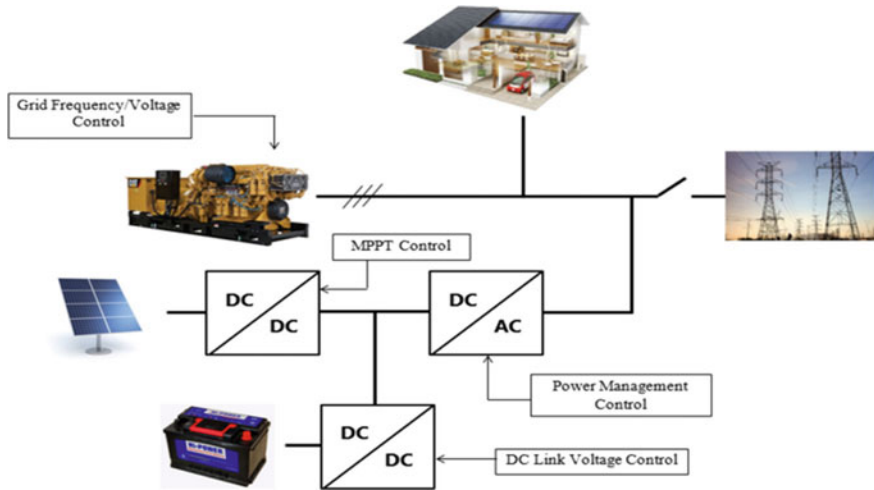 Grid Frequency/Voltage
Control
MPPT Control
DC
DC
DC
AC
Power Management
Control
DC
DC
DC Link Voltage Control